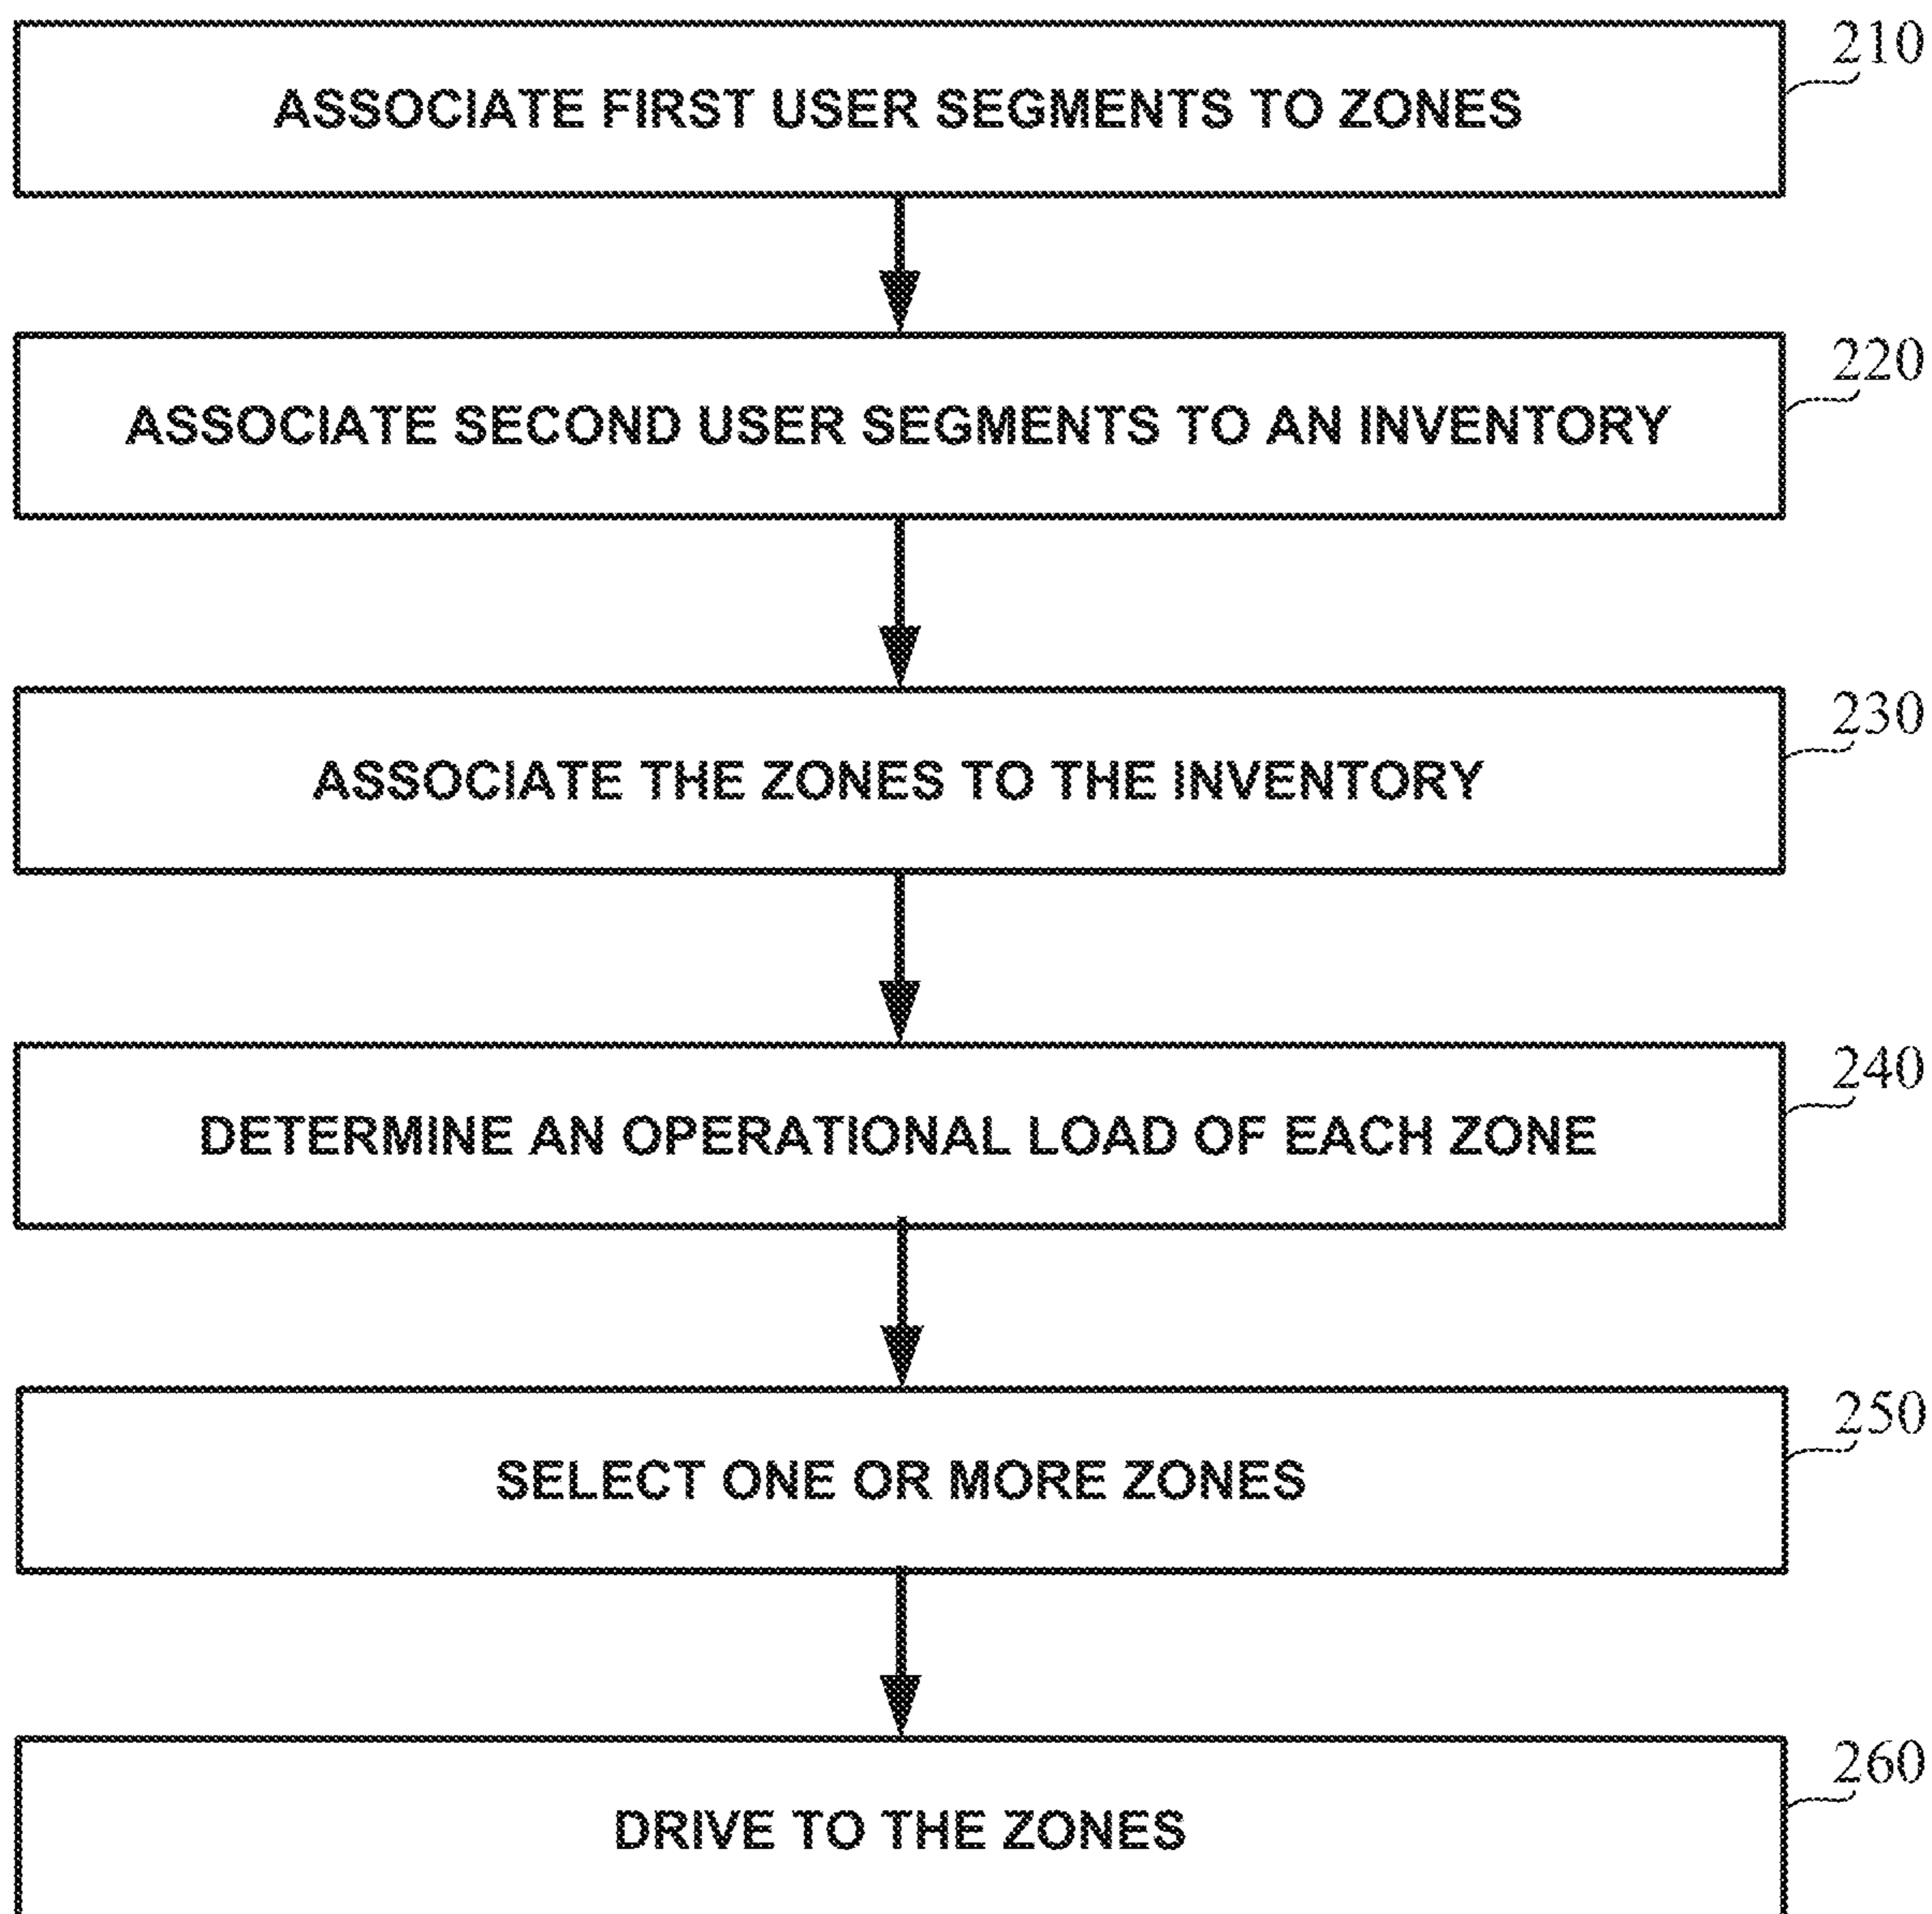 210
ASSOCIATE FIRST USER SEGMENTS TO ZONES
220
ASSOCIATE SECOND USER SEGMENTS TO AN INVENTORY
230
ASSOCIATE THE ZONES TO THE INVENTORY
240
DETERMINE AN OPERATIONAL LOAD OF EACH ZONE
250
SELECT ONE OR MORE ZONES
260
DRIVE TO THE ZONES